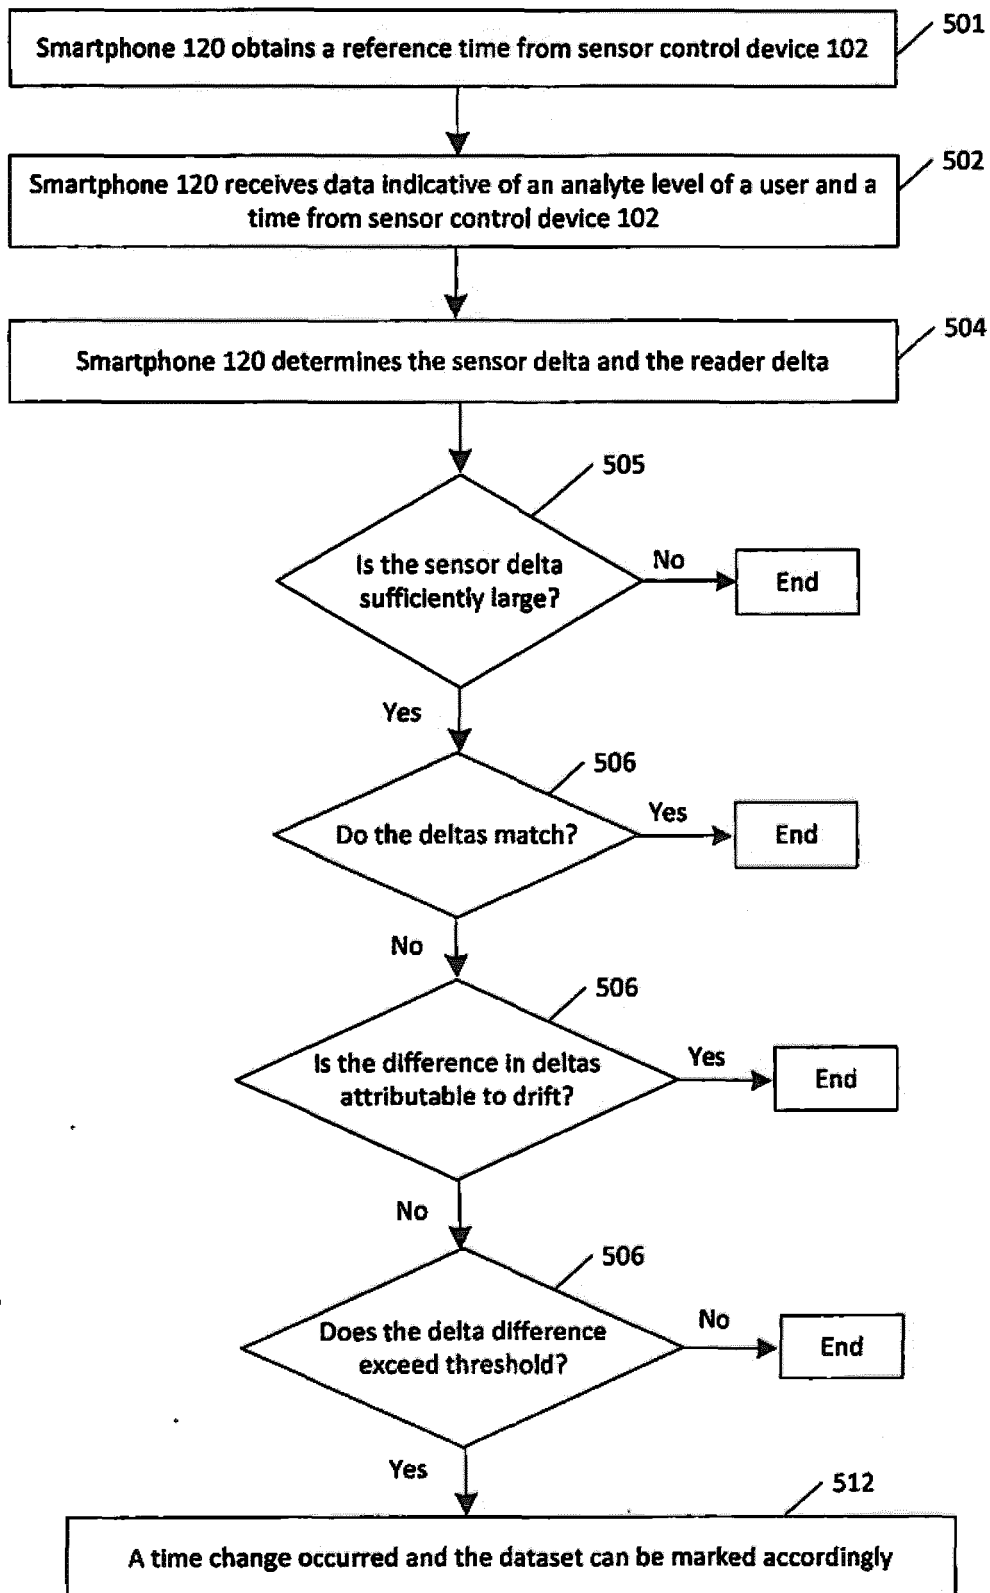 501
Smartphone 120 obtains a reference time from sensor control device 102
502
Smartphone 120 receives data indicative of an analyte level of a user and a
time from sensor control device 102
504
Smartphone 120 determines the sensor delta and the reader delta
505
Is the sensor delta
sufficiently large?
No
End
Yes
506
Do the deltas match?
Yes
End
No
506
Is the difference in deltas
attributable to drift?
Yes
End
No
506
Does the delta difference
exceed threshold?
No
End
Yes
512
A time change occurred and the dataset can be marked accordingly